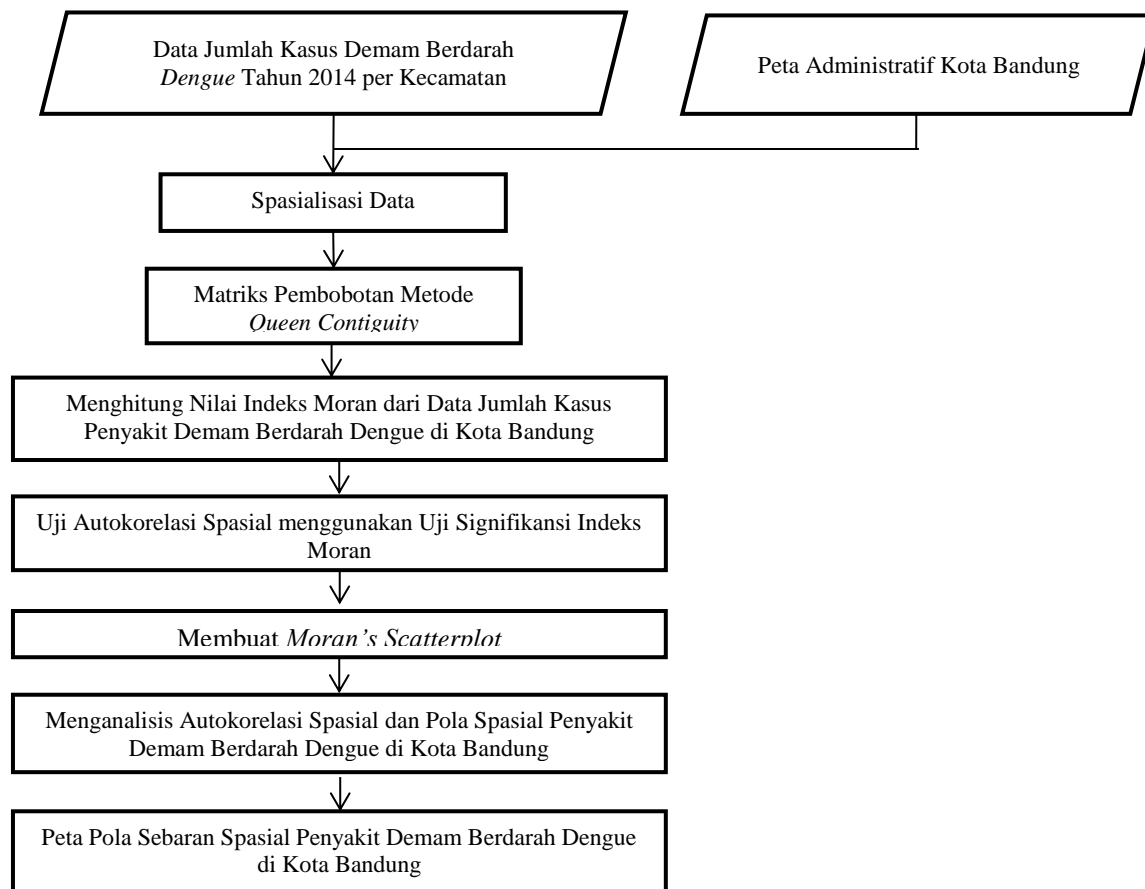 Data Jumlah Kasus Demam Berdarah
Dengue Tahun 2014 per Kecamatan
Peta Administratif Kota Bandung
Spasialisasi Data
Matriks Pembobotan Metode
Queen Contiguity
Menghitung Nilai Indeks Moran dari Data Jumlah Kasus
Penyakit Demam Berdarah Dengue di Kota Bandung
Uji Autokorelasi Spasial menggunakan Uji Signifikansi Indeks
Moran
Membuat Moran’s Scatterplot
Menganalisis Autokorelasi Spasial dan Pola Spasial Penyakit
Demam Berdarah Dengue di Kota Bandung
Peta Pola Sebaran Spasial Penyakit Demam Berdarah Dengue
di Kota Bandung